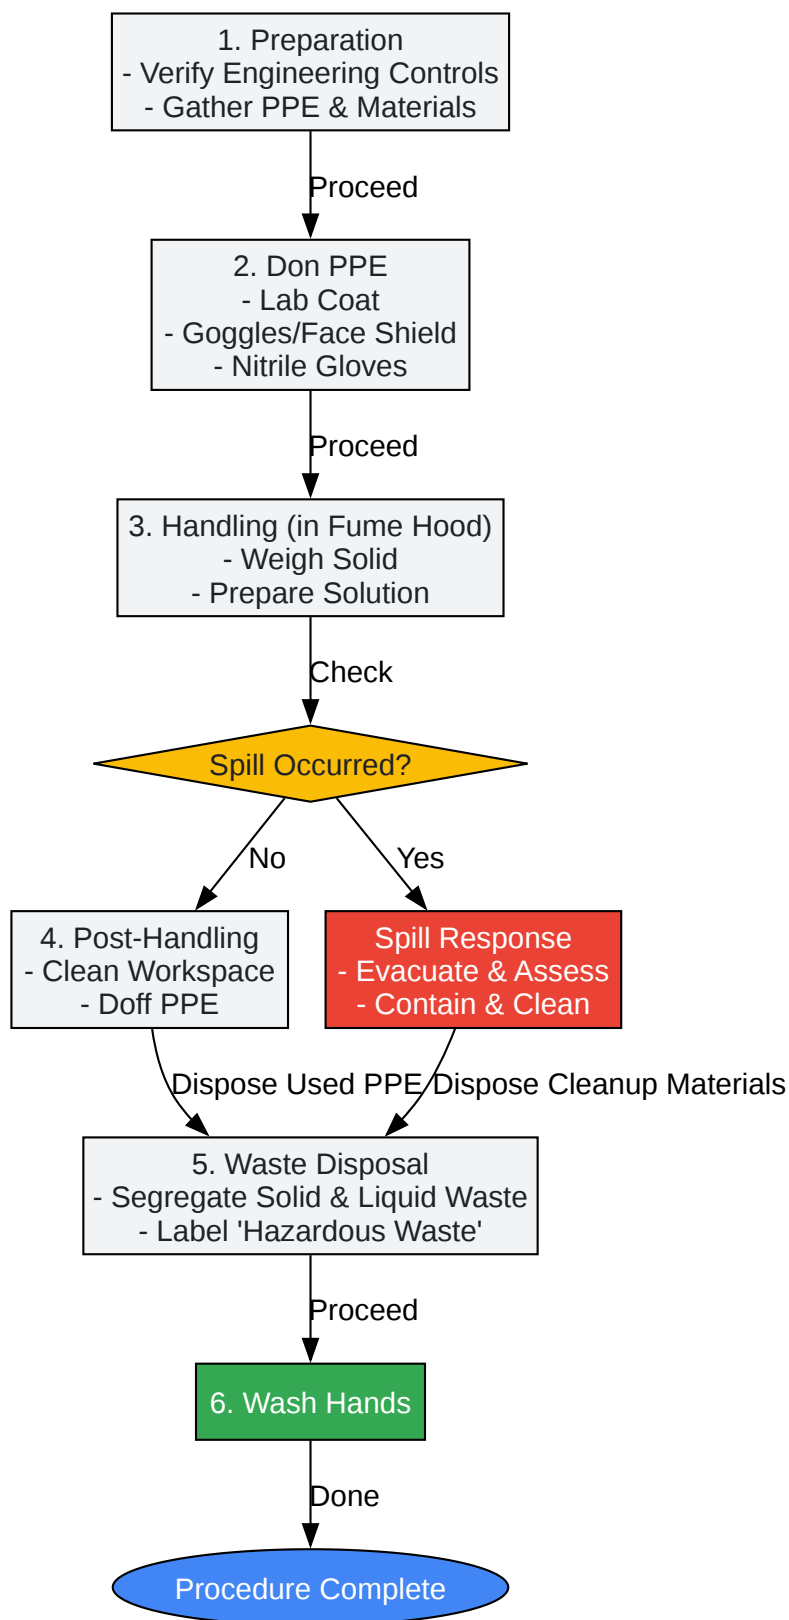 1. Preparation
- Verify Engineering Controls
- Gather PPE & Materials
Proceed
2. Don PPE
- Lab Coat
- Goggles/Face Shield
- Nitrile Gloves
Proceed
3. Handling (in Fume Hood)
- Weigh Solid
- Prepare Solution
Check
Spill Occurred?
No
Yes
4. Post-Handling
- Clean Workspace
- Doff PPE
Spill Response
- Evacuate & Assess
- Contain & Clean
Dispose Used PPE
Dispose Cleanup Materials
5. Waste Disposal
- Segregate Solid & Liquid Waste
- Label 'Hazardous Waste'
Proceed
6. Wash Hands
Done
Procedure Complete